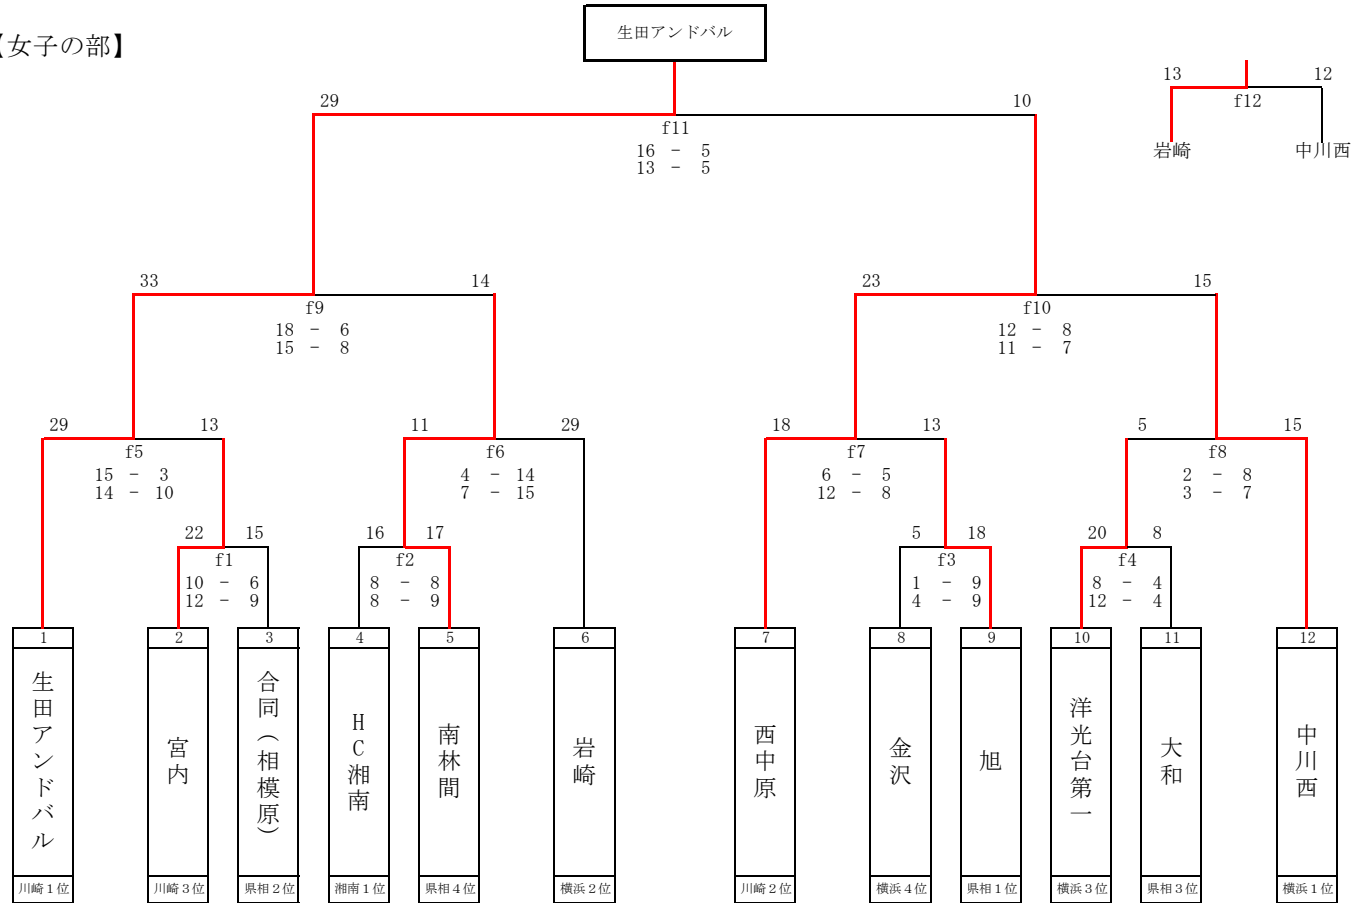 生田アンドバル
【女子の部】
13 12
f12
岩崎 中川西
29 10
f11
16 - 5
13 - 5
33 14 23 15
f9 f10
18 - 6 12 - 8
15 - 8 11 - 7
29 13 11 29 18 13 5 15
f5 f6 f7 f8
15 - 3 4 - 14 6 - 5 2 - 8
14 - 10 7 - 15 12 - 8 3 - 7
22 15 16 17 5 18 20 8
f1 f2 f3 f4
10 - 6 8 - 8 1 - 9 8 - 4
12 - 9 8 - 9 4 - 9 12 - 4
1 2 3 4 5 6 7 8 9 10 11 12
生田アンドバル
宮内
合同（相模原）
HC湘南
南林間
岩崎
西中原
金沢
旭
洋光台第一
大和
中川西
川崎１位 川崎３位 県相２位 湘南１位 県相４位 横浜２位 川崎２位 横浜４位 県相１位 横浜３位 県相３位 横浜１位